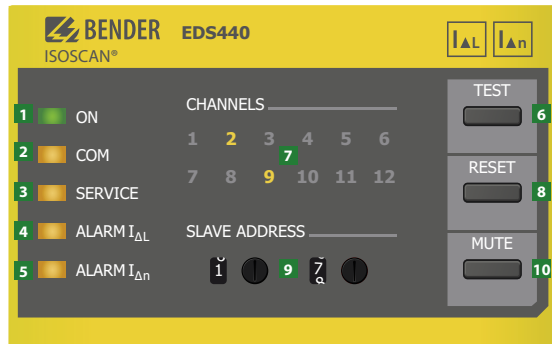 BENDER EDS440
ISOSCAN®
IΔL IΔn
TEST
6
1 ON
CHANNELS
1 2 3 4 5 6
7
7 8 9 10 11 12
2 COM
3 SERVICE
RESET
8
4 ALARM IΔL
SLAVE ADDRESS
5 ALARM IΔn
1 9 7
MUTE
10